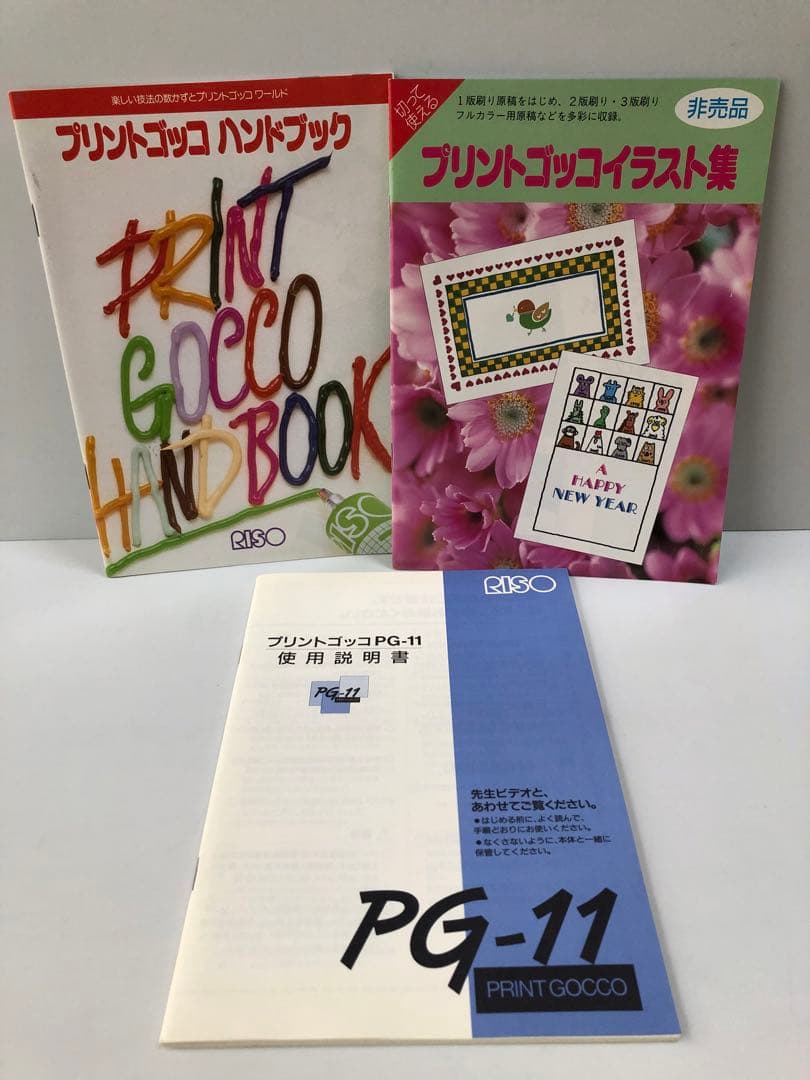 楽しい技法の数かずとプリントゴッコ ワールド
プリントゴッコ ハンドブック
PRINT
GOCCO
HANDBOOK
RISO
RISO
切って
使える
1版刷り原稿をはじめ、2版刷り・3版刷り
フルカラー用原稿などを多彩に収録。
非売品
プリントゴッコイラスト集
A
HAPPY
NEW YEAR
RISO
プリントゴッコPG-11
使用説明書
PG-11
先生ビデオと、
あわせてご覧ください。
●はじめる前に、よく読んで、
手順どおりにお使いください。
●なくさないように、本体と一緒に
保管してください。
PG-11
PRINT GOCCO